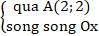 qua A(2; 2)
song song Ox